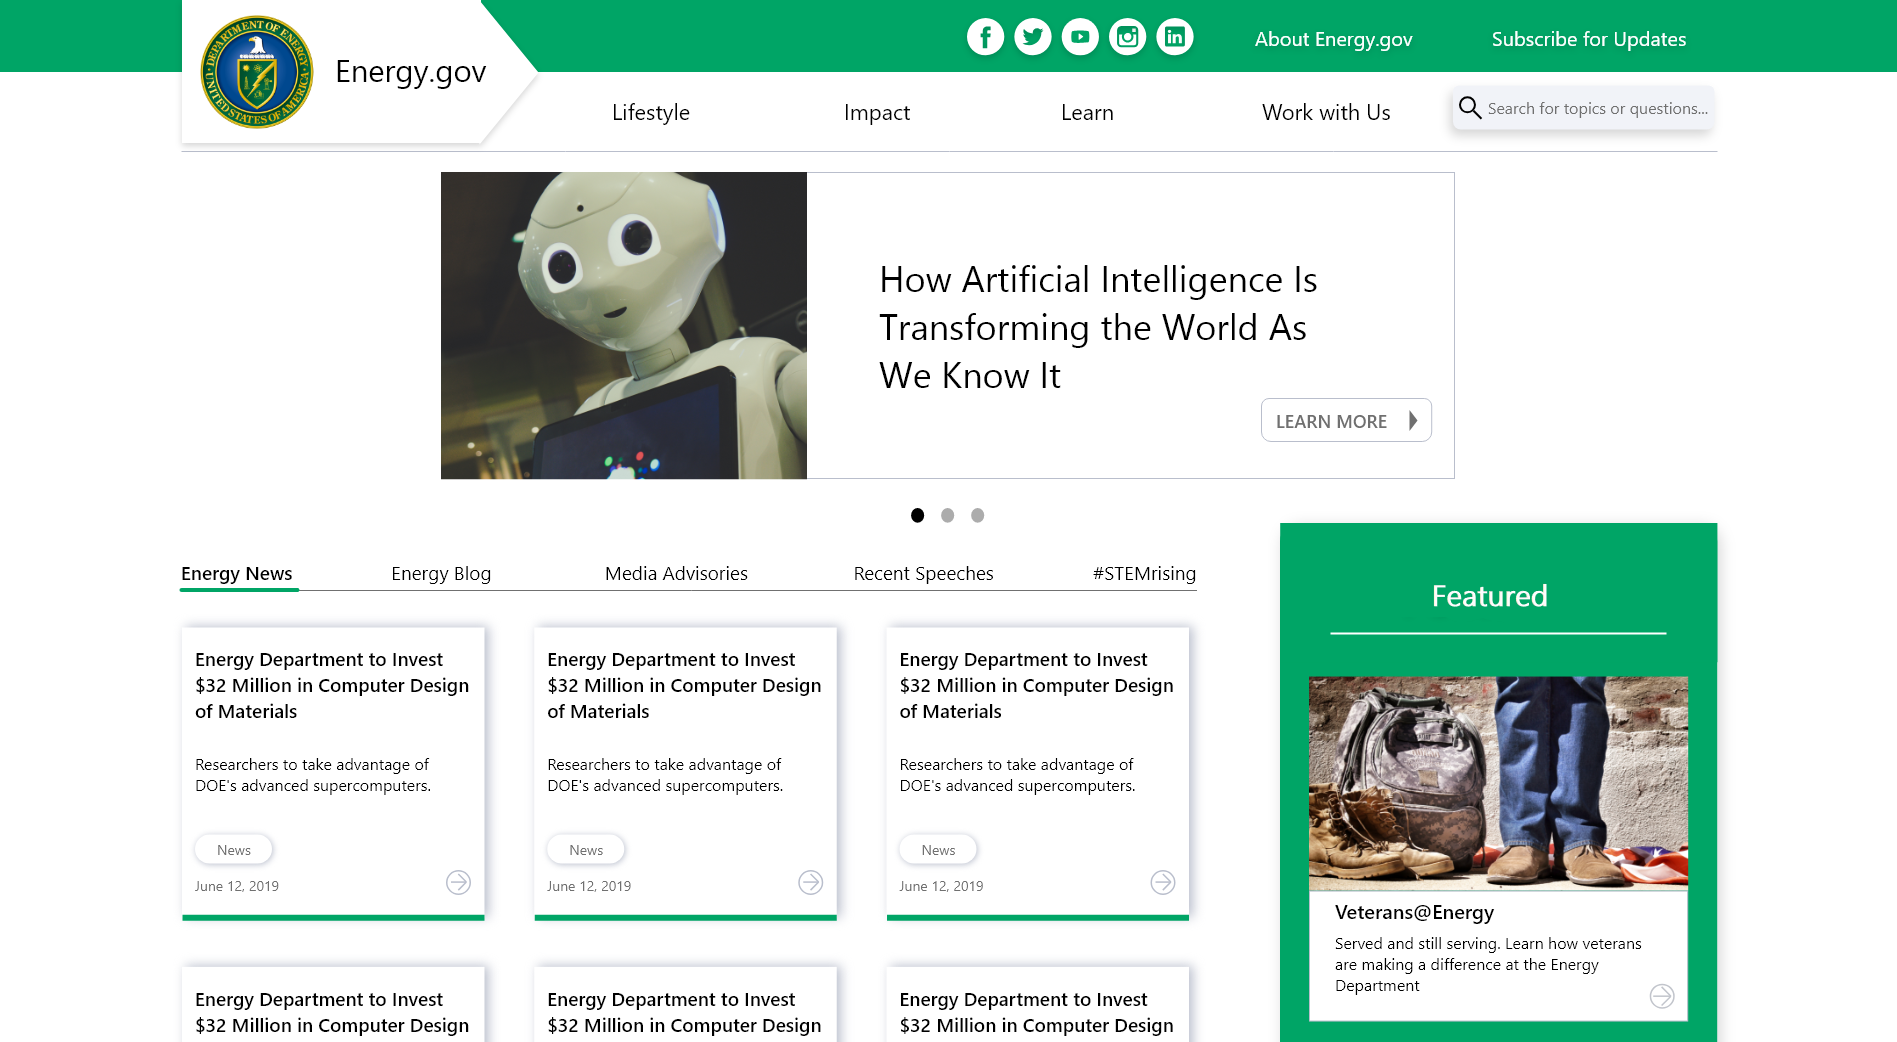 DEPARTMENT OF ENERGY
UNITED STATES OF AMERICA
Energy.gov
About Energy.gov
Subscribe for Updates
Lifestyle
Impact
Learn
Work with Us
Search for topics or questions...
How Artificial Intelligence Is
Transforming the World As
We Know It
LEARN MORE
Energy News
Energy Blog
Media Advisories
Recent Speeches
#STEMrising
Energy Department to Invest
$32 Million in Computer Design
of Materials
Researchers to take advantage of
DOE's advanced supercomputers.
News
June 12, 2019
Energy Department to Invest
$32 Million in Computer Design
of Materials
Researchers to take advantage of
DOE's advanced supercomputers.
News
June 12, 2019
Energy Department to Invest
$32 Million in Computer Design
of Materials
Researchers to take advantage of
DOE's advanced supercomputers.
News
June 12, 2019
Energy Department to Invest
$32 Million in Computer Design
Energy Department to Invest
$32 Million in Computer Design
Energy Department to Invest
$32 Million in Computer Design
Featured
Veterans@Energy
Served and still serving. Learn how veterans
are making a difference at the Energy
Department